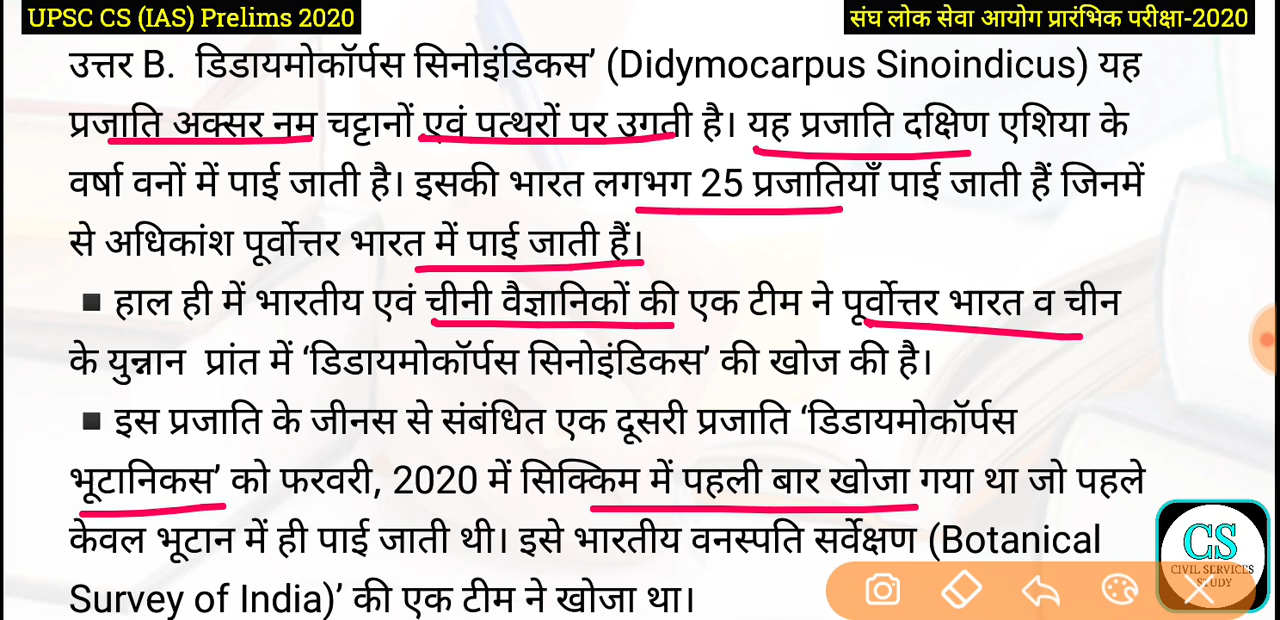 UPSC CS (IAS) Prelims 2020
संघ लोक सेवा आयोग प्रारंभिक परीक्षा-2020
उत्तर B. डिडायमोकॉर्पस सिनोइंडिकस’ (Didymocarpus Sinoindicus) यह
प्रजाति अक्सर नम चट्टानों एवं पत्थरों पर उगती है। यह प्रजाति दक्षिण एशिया के
वर्षा वनों में पाई जाती है। इसकी भारत लगभग 25 प्रजातियाँ पाई जाती हैं जिनमें
से अधिकांश पूर्वोत्तर भारत में पाई जाती हैं।
▪ हाल ही में भारतीय एवं चीनी वैज्ञानिकों की एक टीम ने पूर्वोत्तर भारत व चीन
के युन्नान प्रांत में ‘डिडायमोकॉर्पस सिनोइंडिकस’ की खोज की है।
▪ इस प्रजाति के जीनस से संबंधित एक दूसरी प्रजाति ‘डिडायमोकॉर्पस
भूटानिकस’ को फरवरी, 2020 में सिक्किम में पहली बार खोजा गया था जो पहले
केवल भूटान में ही पाई जाती थी। इसे भारतीय वनस्पति सर्वेक्षण (Botanical
Survey of India)’ की एक टीम ने खोजा था।
CS
CIVIL SERVICES
STUDY